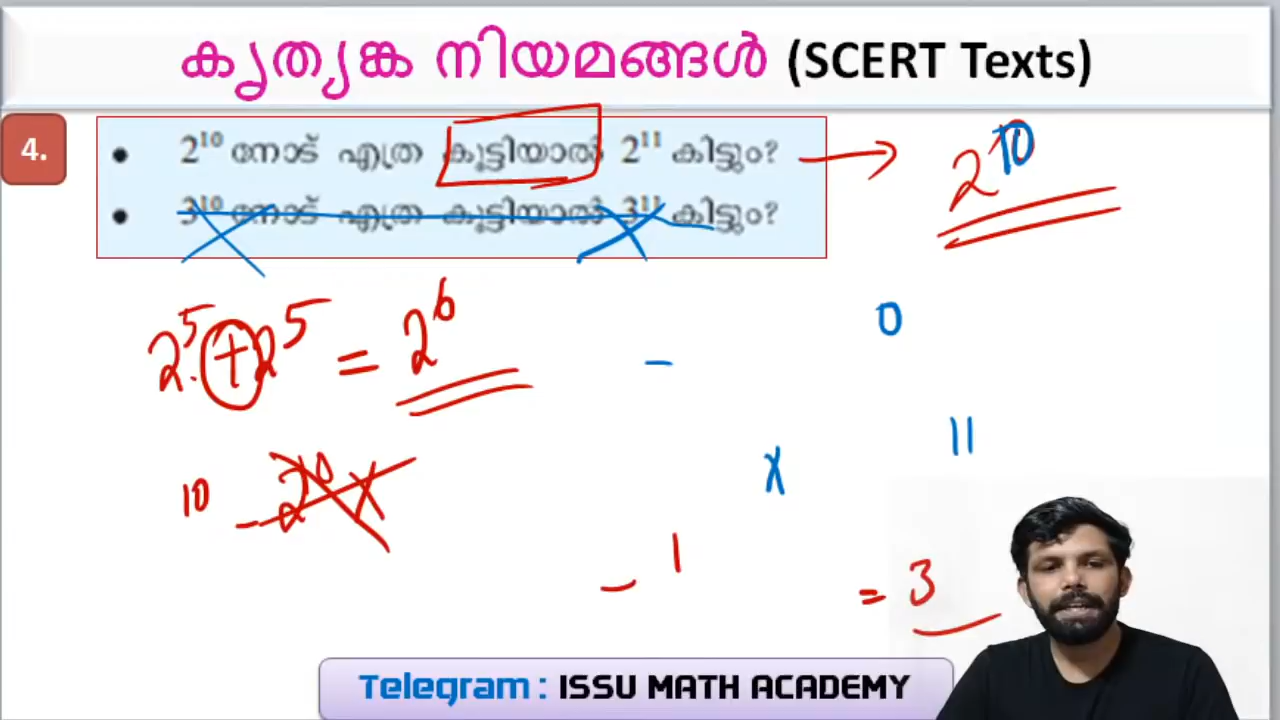 കൃത്യങ്ക നിയമങ്ങൾ (SCERT Texts)
4.
• 2¹⁰ നോട് എത്ര കൂട്ടിയാൽ 2¹¹ കിട്ടും?
2¹⁰
• 3¹⁰ നോട് എത്ര കൂട്ടിയാൽ 3¹¹ കിട്ടും?
2⁵ + 2⁵ = 2⁶
0
-
11
x
10 - 2¹⁰ x
- 1
= 3
Telegram : ISSU MATH ACADEMY